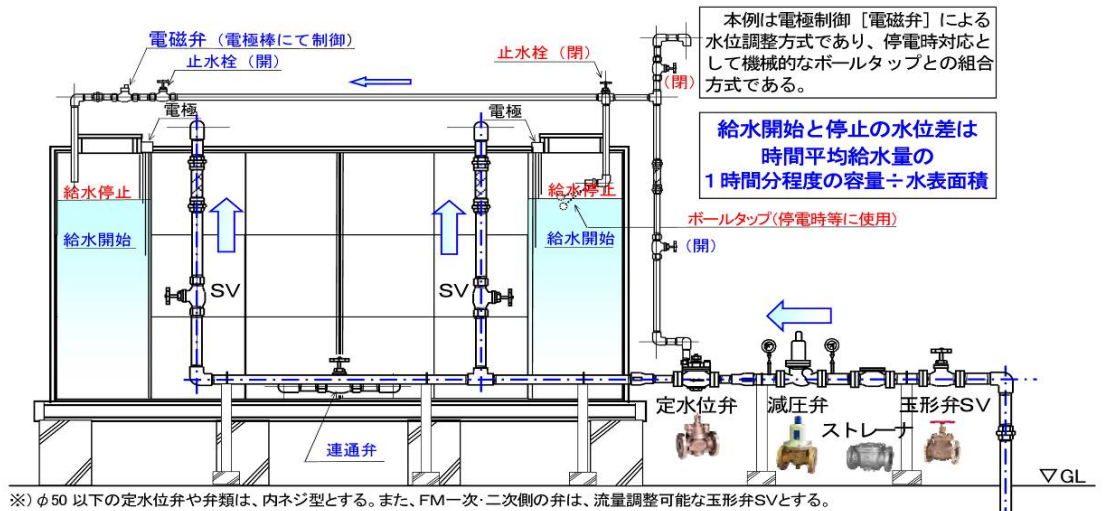 本例は電極制御［電磁弁］による
水位調整方式であり、停電時対応と
して機械的なボールタップとの組合
方式である。
電磁弁（電極棒にて制御）
止水栓（開）
止水栓（閉）
（閉）
電極
電極
給水開始と停止の水位差は
時間平均給水量の
１時間分程度の容量÷水表面積
給水停止
給水停止
ボールタップ(停電時等に使用)
給水開始
給水開始
（開）
SV
SV
定水位弁
減圧弁
玉形弁SV
ストレーナ
連通弁
▽GL
※）φ50 以下の定水位弁や弁類は、内ネジ型とする。また、FM一次・二次側の弁は、流量調整可能な玉形弁SVとする。